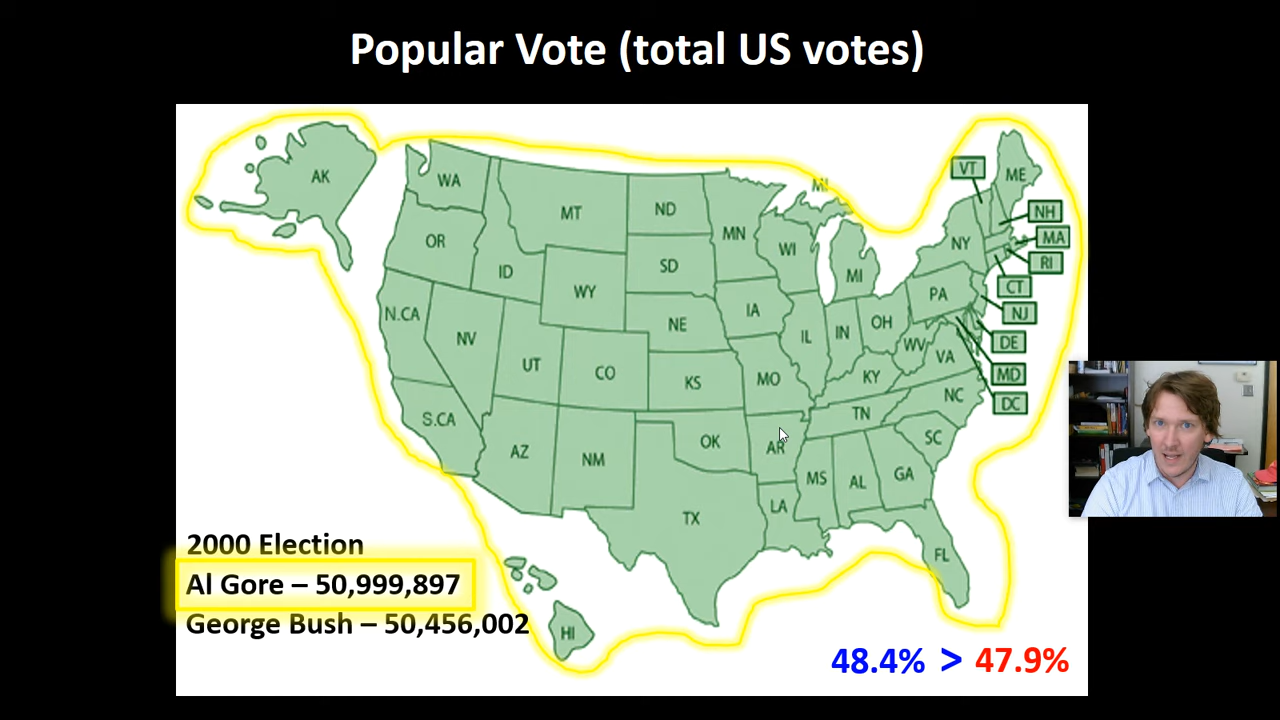 Popular Vote (total US votes)
AK
WA
MT
ND
MN
MI
VT
ME
NH
MA
RI
CT
NJ
DE
MD
DC
OR
ID
WY
SD
WI
MI
NY
PA
N.CA
NV
UT
CO
NE
IA
IL
IN
OH
WV
VA
KS
MO
KY
NC
S.CA
AZ
NM
OK
AR
TN
SC
TX
LA
MS
AL
GA
FL
HI
2000 Election
Al Gore – 50,999,897
George Bush – 50,456,002
48.4% > 47.9%